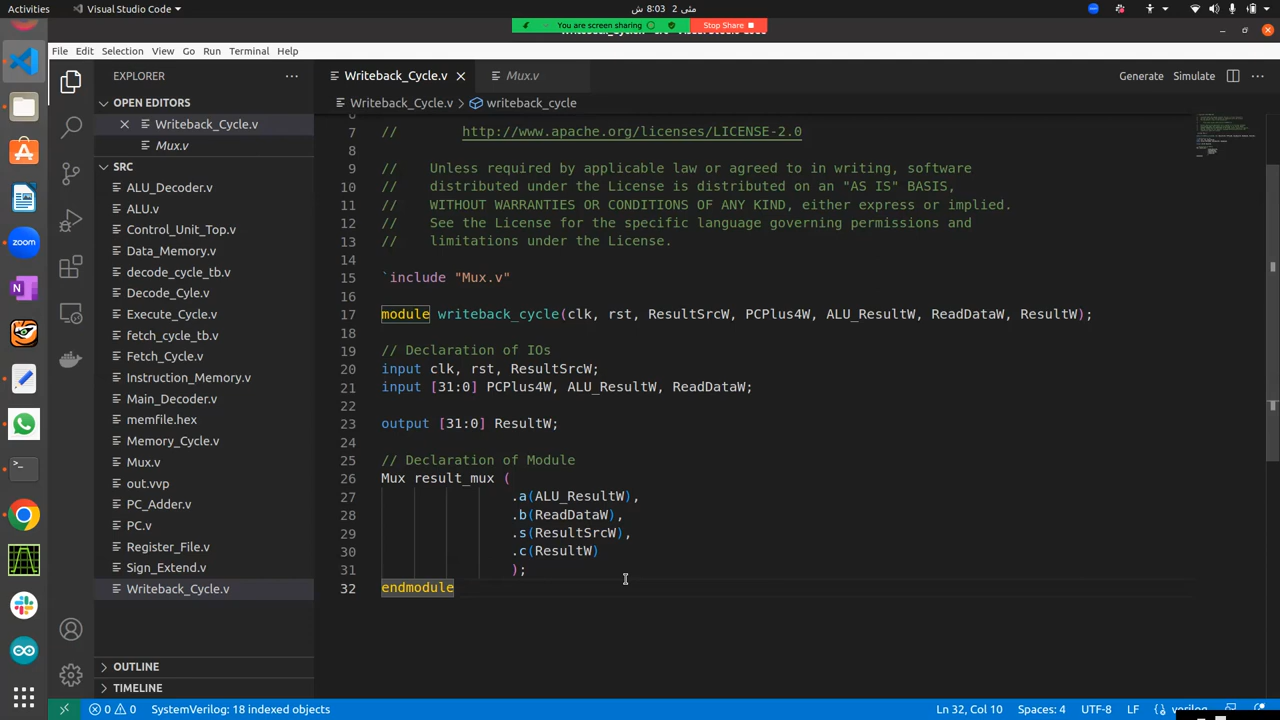 Activities
Visual Studio Code
مئی 2 8:03 ش
You are screen sharing
Stop Share
File Edit Selection View Go Run Terminal Help
EXPLORER
OPEN EDITORS
Writeback_Cycle.v
Mux.v
SRC
ALU_Decoder.v
ALU.v
Control_Unit_Top.v
Data_Memory.v
decode_cycle_tb.v
Decode_Cyle.v
Execute_Cycle.v
fetch_cycle_tb.v
Fetch_Cycle.v
Instruction_Memory.v
Main_Decoder.v
memfile.hex
Memory_Cycle.v
Mux.v
out.vvp
PC_Adder.v
PC.v
Register_File.v
Sign_Extend.v
Writeback_Cycle.v
OUTLINE
TIMELINE
Writeback_Cycle.v
Mux.v
Generate Simulate
Writeback_Cycle.v > writeback_cycle
7 // http://www.apache.org/licenses/LICENSE-2.0
8
9 // Unless required by applicable law or agreed to in writing, software
10 // distributed under the License is distributed on an "AS IS" BASIS,
11 // WITHOUT WARRANTIES OR CONDITIONS OF ANY KIND, either express or implied.
12 // See the License for the specific language governing permissions and
13 // limitations under the License.
14
15 `include "Mux.v"
16
17 module writeback_cycle(clk, rst, ResultSrcW, PCPlus4W, ALU_ResultW, ReadDataW, ResultW);
18
19 // Declaration of IOs
20 input clk, rst, ResultSrcW;
21 input [31:0] PCPlus4W, ALU_ResultW, ReadDataW;
22
23 output [31:0] ResultW;
24
25 // Declaration of Module
26 Mux result_mux (
27 .a(ALU_ResultW),
28 .b(ReadDataW),
29 .s(ResultSrcW),
30 .c(ResultW)
31 );
32 endmodule
zoom
0 0 SystemVerilog: 18 indexed objects
Ln 32, Col 10 Spaces: 4 UTF-8 LF verilog